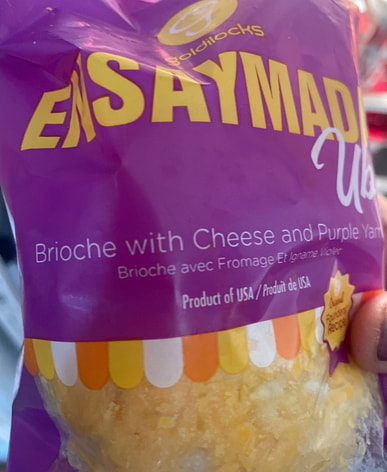 Goldilocks
ENSAYMADA
Ube
Brioche with Cheese and Purple Yam
Brioche avec Fromage Et Igname Violet
Product of USA / Produit de USA